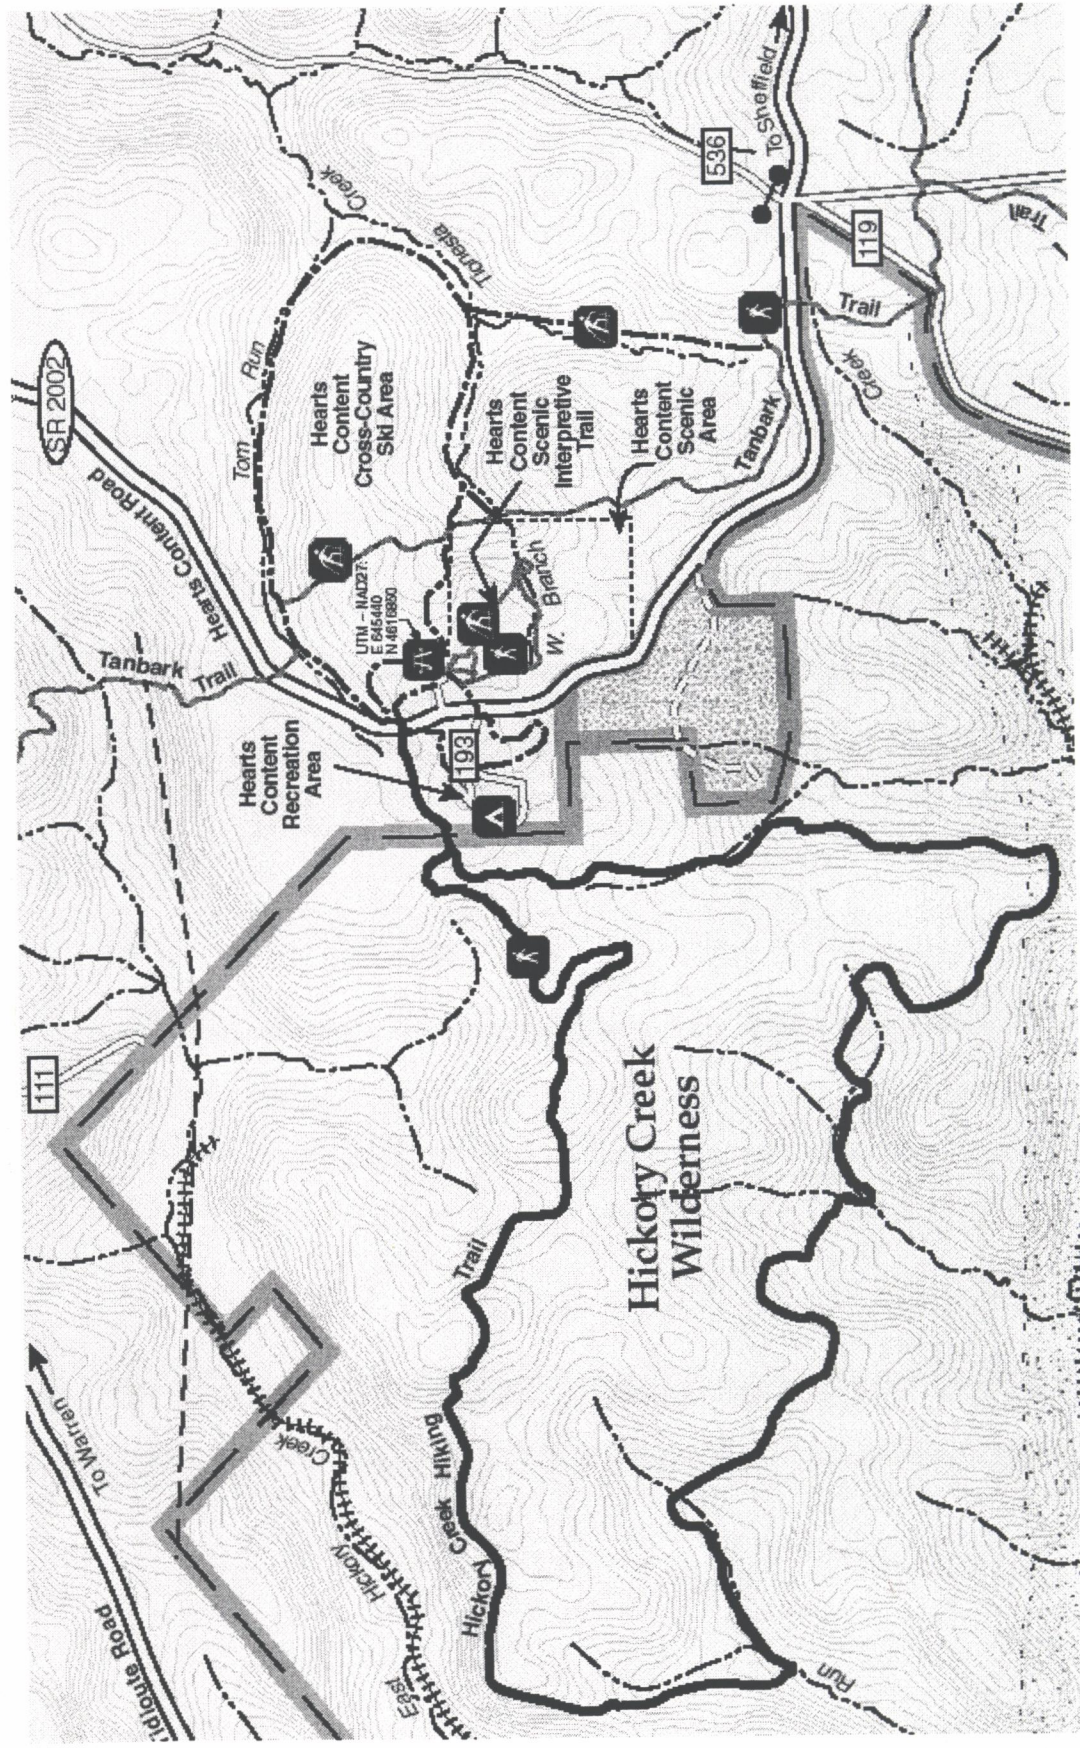 SR 2002
Hearts Content Road
To Sheffield
536
119
Trail
Trail
Creek
Tionesta
Creek
Tom
Run
Hearts
Content
Cross-Country
Ski Area
Hearts
Content
Scenic
Interpretive
Trail
Hearts
Content
Scenic
Area
Tanbark
UTM – NAD27:
E 645440
N 4616860
W.
Branch
Tanbark
Trail
Hearts
Content
Recreation
Area
193
111
Hickory Creek
Wilderness
To Warren
Creek
Hickory
East
Hickory
Creek
Hiking
Trail
Run
idioute Road